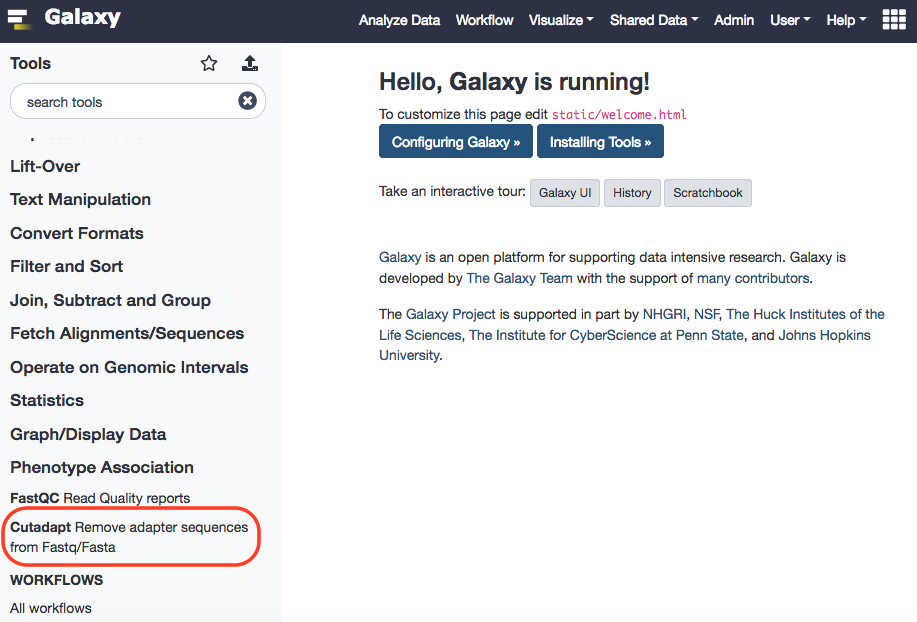 Galaxy
Analyze Data Workflow Visualize Shared Data Admin User Help
Tools
search tools
Lift-Over
Text Manipulation
Convert Formats
Filter and Sort
Join, Subtract and Group
Fetch Alignments/Sequences
Operate on Genomic Intervals
Statistics
Graph/Display Data
Phenotype Association
FastQC Read Quality reports
Cutadapt Remove adapter sequences
from Fastq/Fasta
WORKFLOWS
All workflows
Hello, Galaxy is running!
To customize this page edit static/welcome.html
Configuring Galaxy » Installing Tools »
Take an interactive tour: Galaxy UI History Scratchbook
Galaxy is an open platform for supporting data intensive research. Galaxy is
developed by The Galaxy Team with the support of many contributors.
The Galaxy Project is supported in part by NHGRI, NSF, The Huck Institutes of the
Life Sciences, The Institute for CyberScience at Penn State, and Johns Hopkins
University.